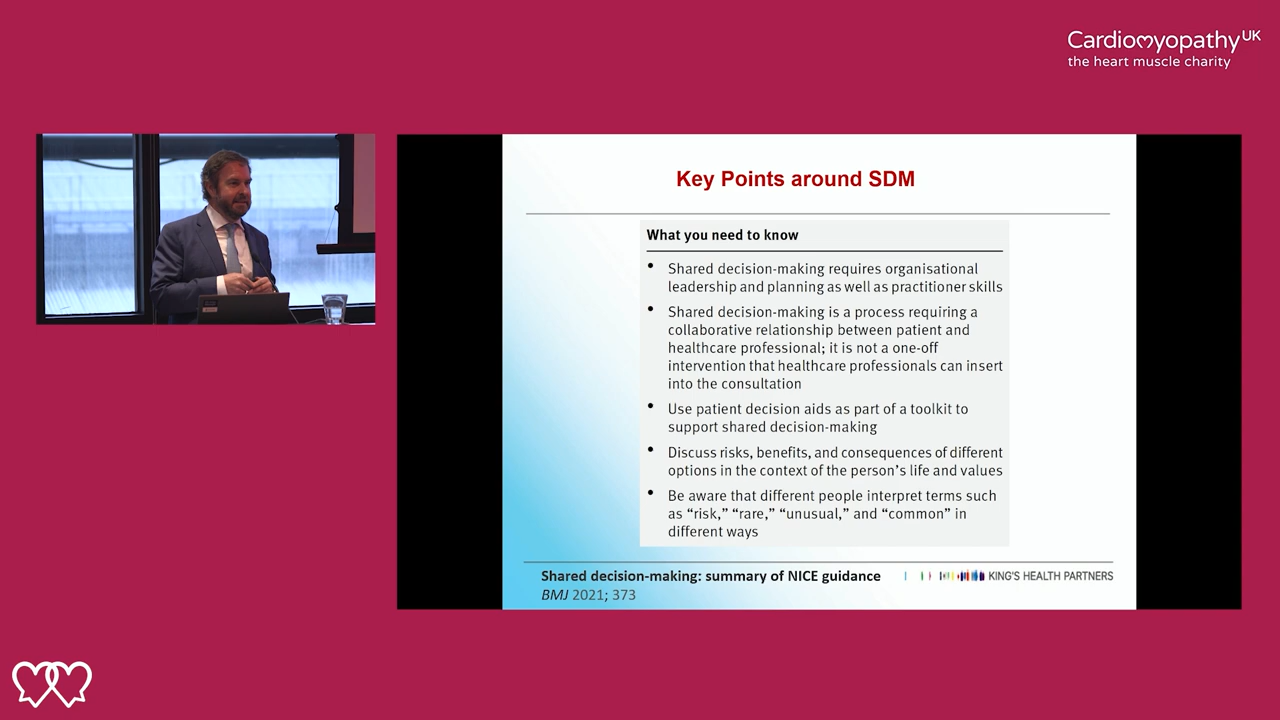 Cardiomyopathy UK
the heart muscle charity
Key Points around SDM
What you need to know
• Shared decision-making requires organisational
leadership and planning as well as practitioner skills
• Shared decision-making is a process requiring a
collaborative relationship between patient and
healthcare professional; it is not a one-off
intervention that healthcare professionals can insert
into the consultation
• Use patient decision aids as part of a toolkit to
support shared decision-making
• Discuss risks, benefits, and consequences of different
options in the context of the person’s life and values
• Be aware that different people interpret terms such
as “risk,” “rare,” “unusual,” and “common” in
different ways
Shared decision-making: summary of NICE guidance
BMJ 2021; 373
KING'S HEALTH PARTNERS